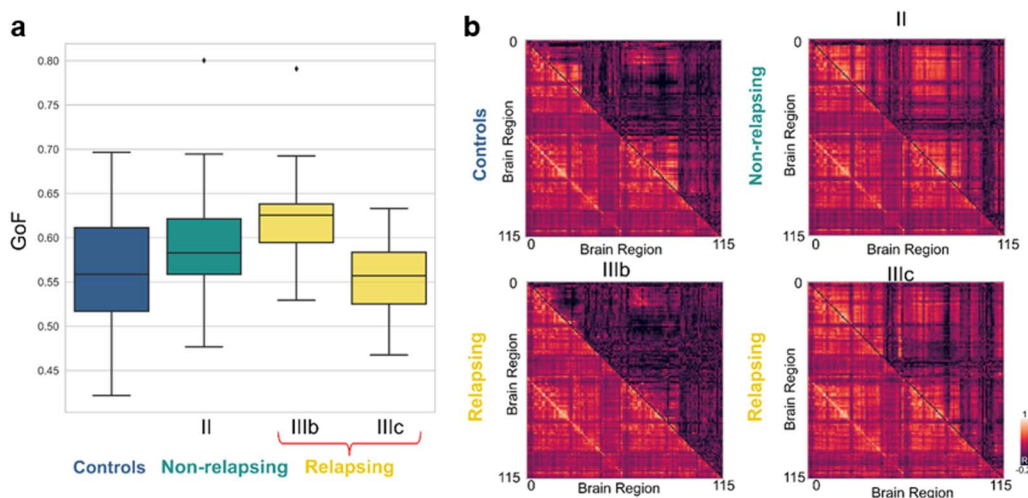 a
0.80
0.75
0.70
0.65
0.60
0.55
0.50
0.45
GoF
II
IIIb
IIIc
Controls
Non-relapsing
Relapsing
b
0
Controls
Brain Region
115
0
Brain Region
115
II
0
Non-relapsing
Brain Region
115
0
Brain Region
115
IIIb
0
Relapsing
Brain Region
115
0
Brain Region
115
IIIc
0
Relapsing
Brain Region
115
0
Brain Region
115
1
R